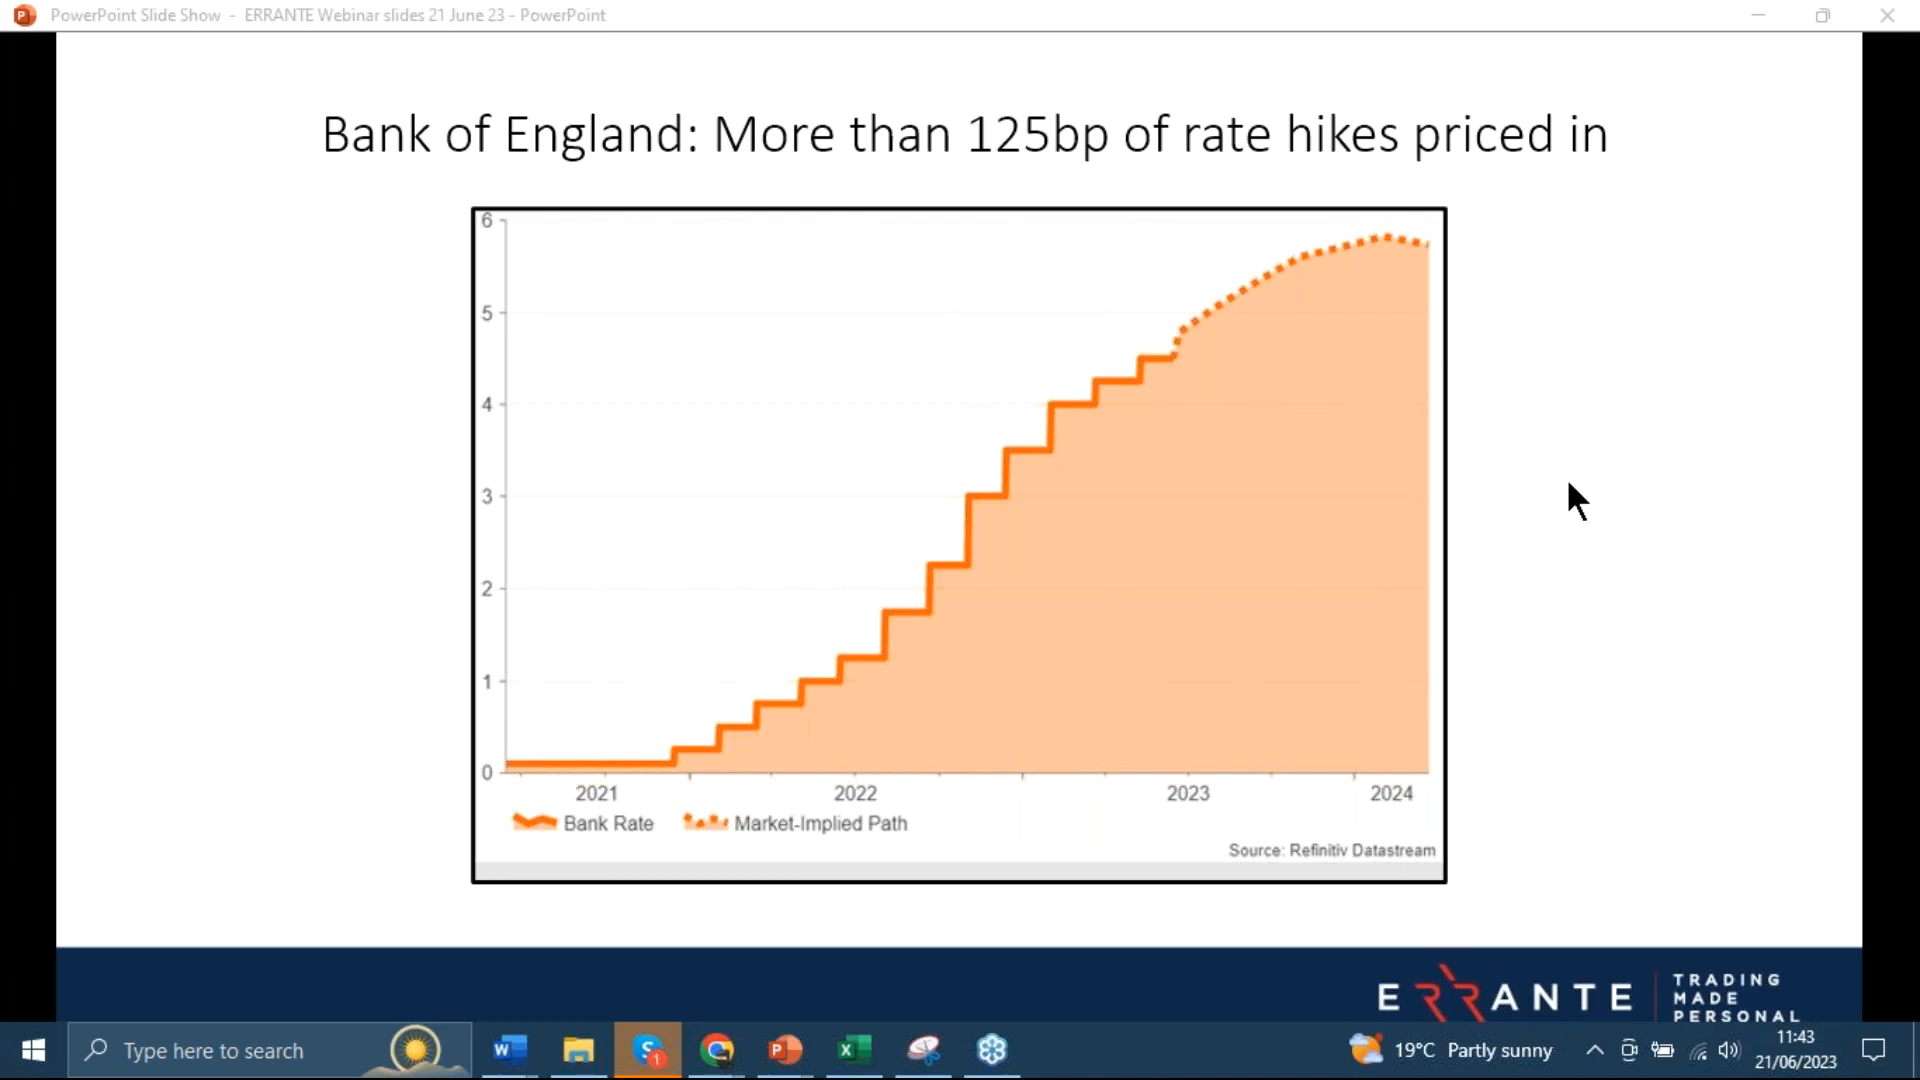 PowerPoint Slide Show - ERRANTE Webinar slides 21 June 23 - PowerPoint
Bank of England: More than 125bp of rate hikes priced in
6
5
4
3
2
1
0
2021 2022 2023 2024
Bank Rate Market-Implied Path
Source: Refinitiv Datastream
ERRANTE
TRADING
MADE
PERSONAL
Type here to search
1
19°C Partly sunny
11:43
21/06/2023